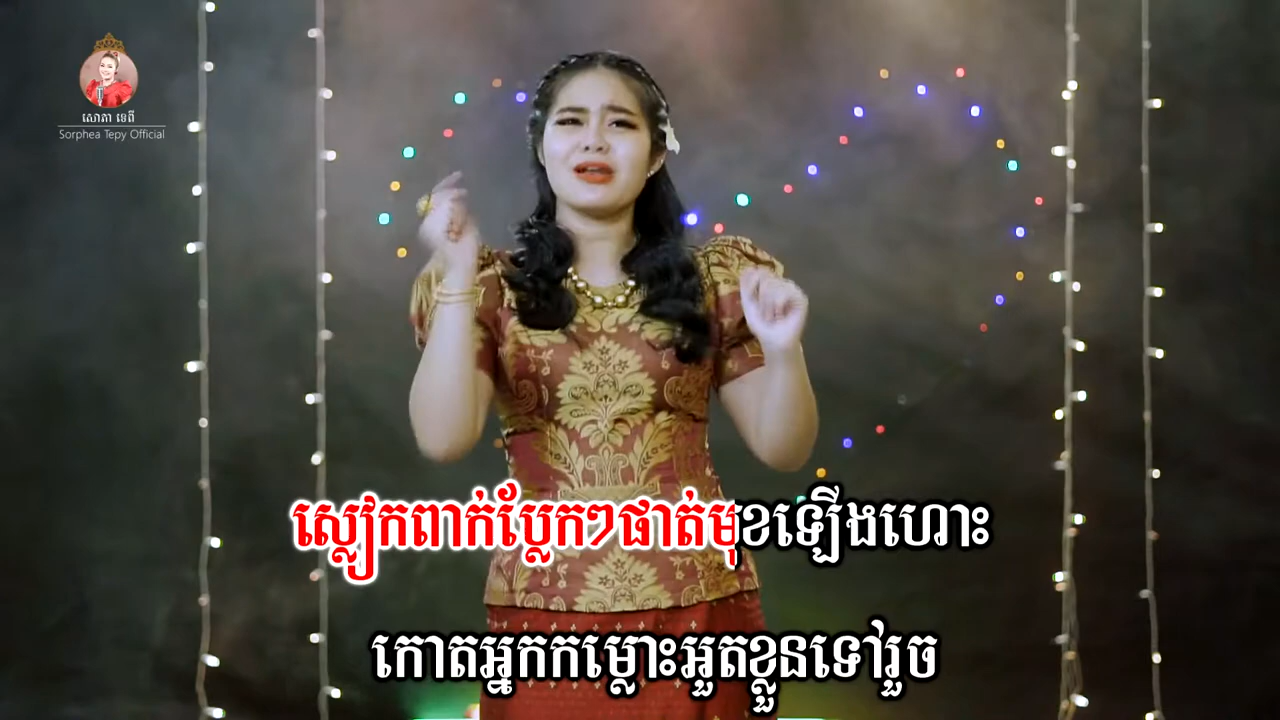 សោភា ទេពី
Sorphea Tepy Official
ស្លៀកពាក់ប្លែកៗផាត់មុខឡើងហោះ
កោតអ្នកកម្លោះអួតខ្លួនទៅរួច